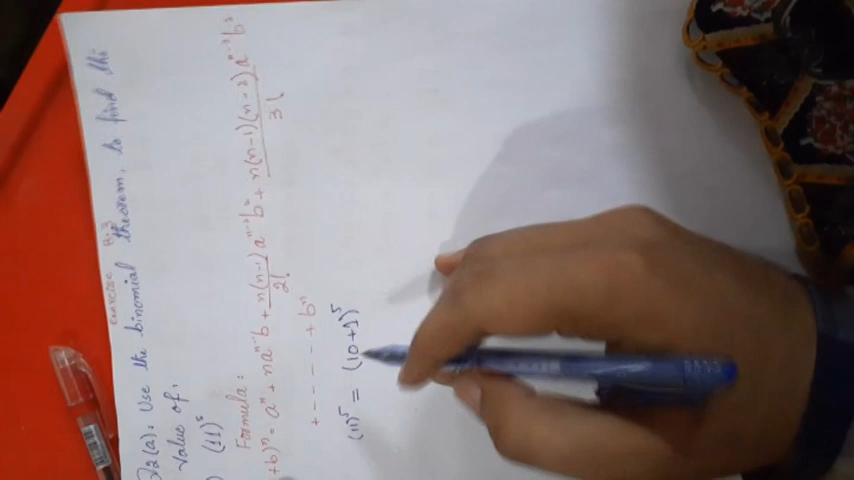 Exercise 8.3
Q2(a): Use the binomial theorem, to find the
value of:
) (11)⁵
Formula:
+b)ⁿ = aⁿ + naⁿ⁻¹b + n(n-1)/2! aⁿ⁻²b² + n(n-1)(n-2)/3! aⁿ⁻³b³
+ - - - - - + bⁿ
(11)⁵ = (10+1)⁵